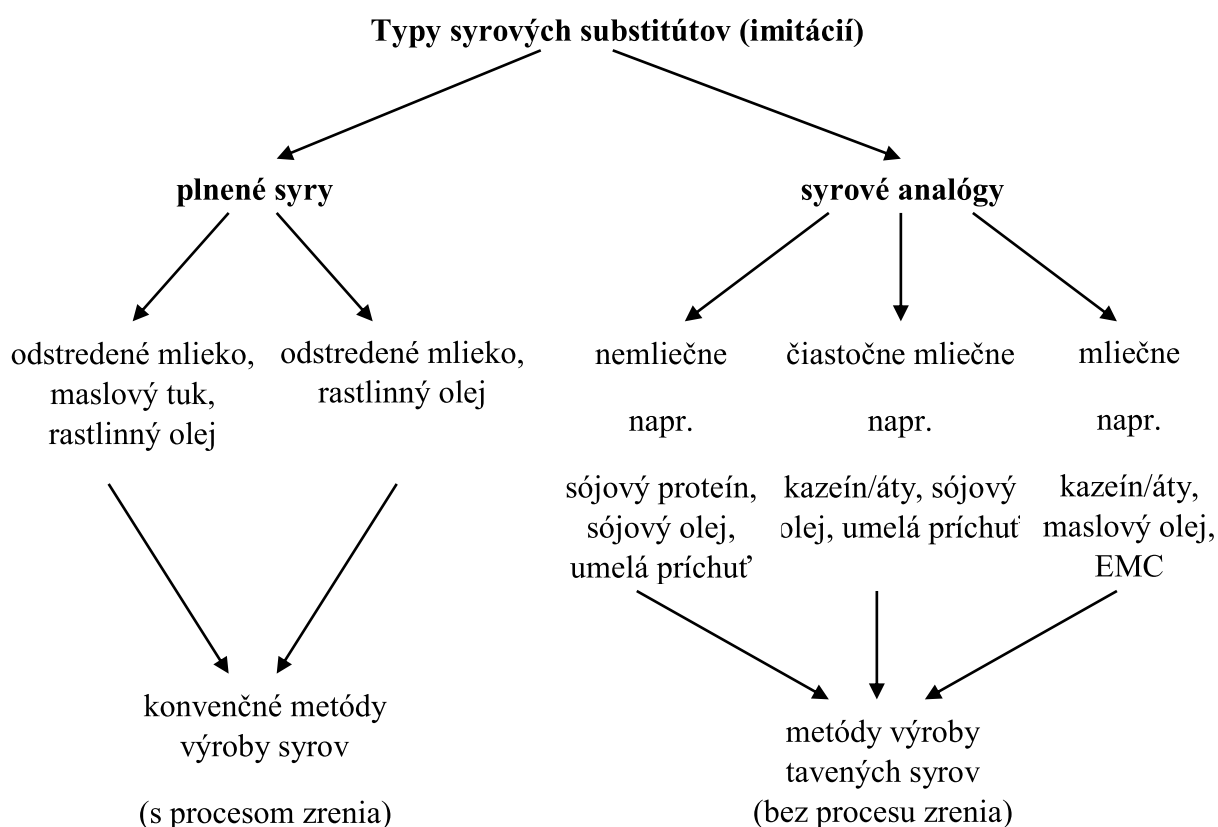 Typy syrových substitútov (imitácií)
plnené syry
syrové analógy
odstredené mlieko,
maslový tuk,
rastlinný olej
odstredené mlieko,
rastlinný olej
nemliečne
napr.
sójový proteín,
sójový olej,
umelá príchuť
čiastočne mliečne
napr.
kazeín/áty, sójový
olej, umelá príchuť
mliečne
napr.
kazeín/áty,
maslový olej,
EMC
konvenčné metódy
výroby syrov
(s procesom zrenia)
metódy výroby
tavených syrov
(bez procesu zrenia)